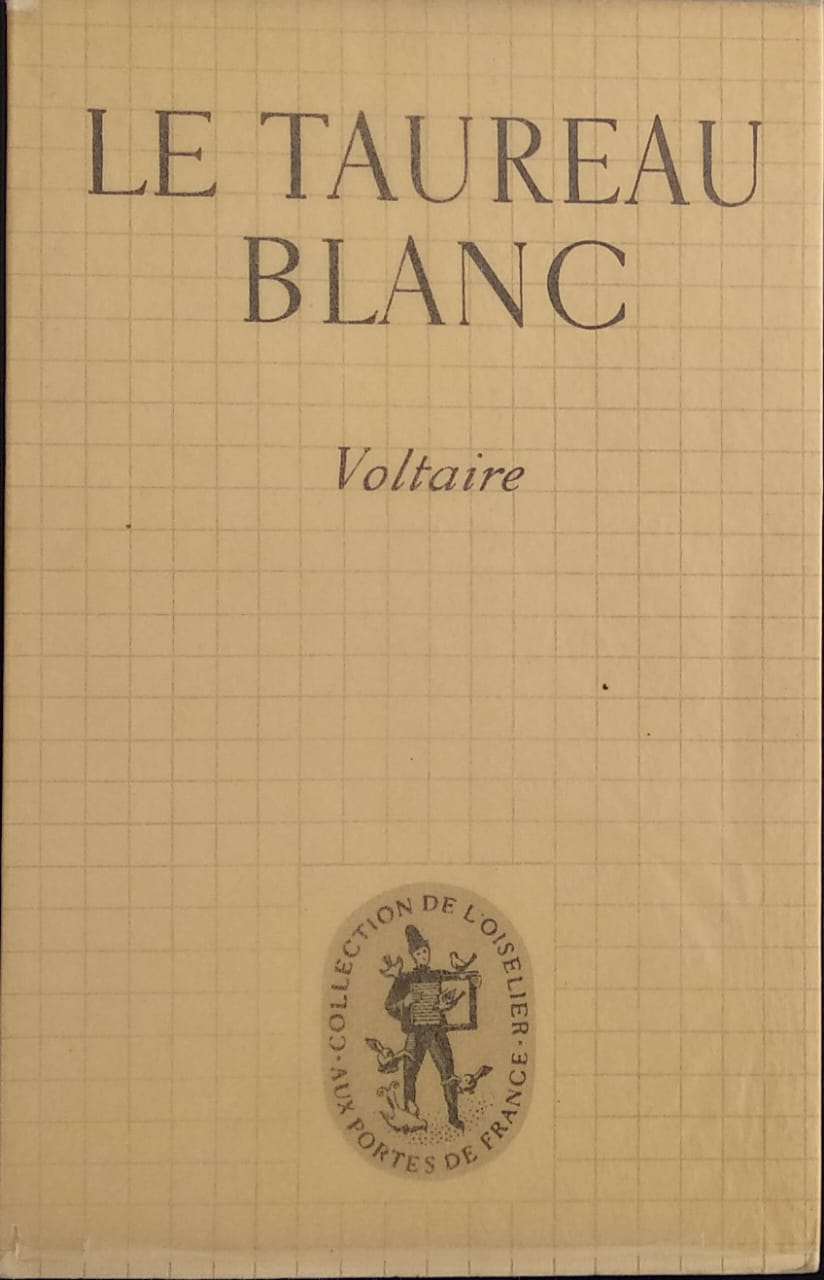 LE TAUREAU
BLANC
Voltaire
COLLECTION DE L'OISELIER · AUX PORTES DE FRANCE ·